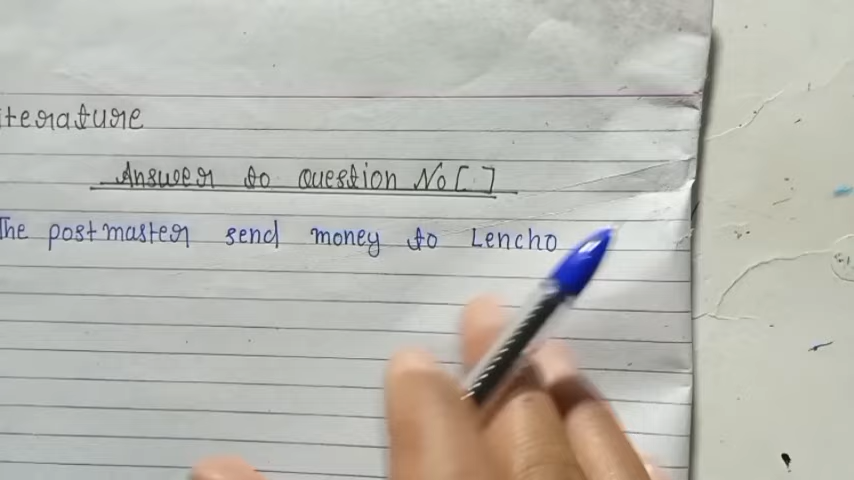 iterature
Answer to question No [ ]
The postmaster send money to Lencho